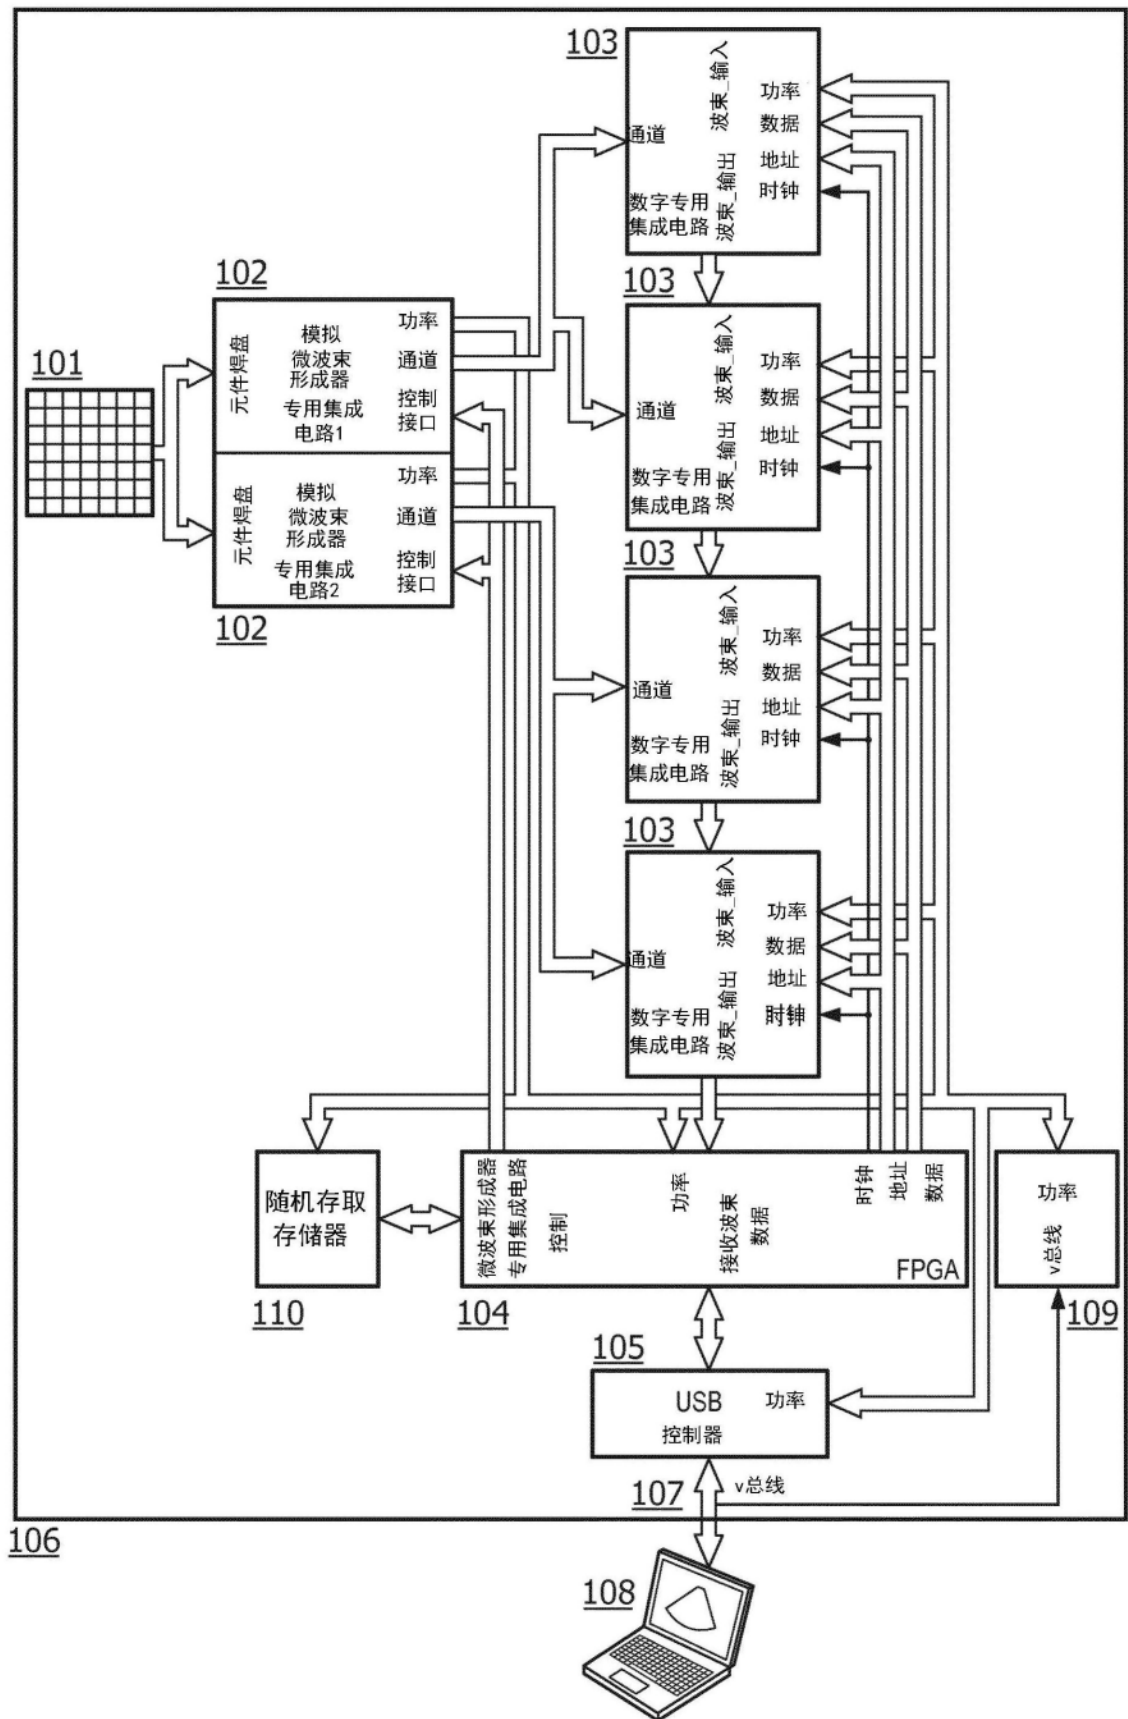 103
波束_输入
功率
数据
地址
时钟
通道
波束_输出
数字专用
集成电路
103
波束_输入
功率
数据
地址
时钟
通道
波束_输出
数字专用
集成电路
103
波束_输入
功率
数据
地址
时钟
通道
波束_输出
数字专用
集成电路
103
波束_输入
功率
数据
地址
时钟
通道
波束_输出
数字专用
集成电路
101
102
元件焊盘
模拟
微波束
形成器
专用集成
电路1
功率
通道
控制
接口
元件焊盘
模拟
微波束
形成器
专用集成
电路2
功率
通道
控制
接口
102
随机存取
存储器
110
微波束形成器
专用集成电路
控制
功率
接收波束
数据
时钟
地址
数据
FPGA
104
功率
v总线
109
105
USB
控制器
功率
107
v总线
106
108